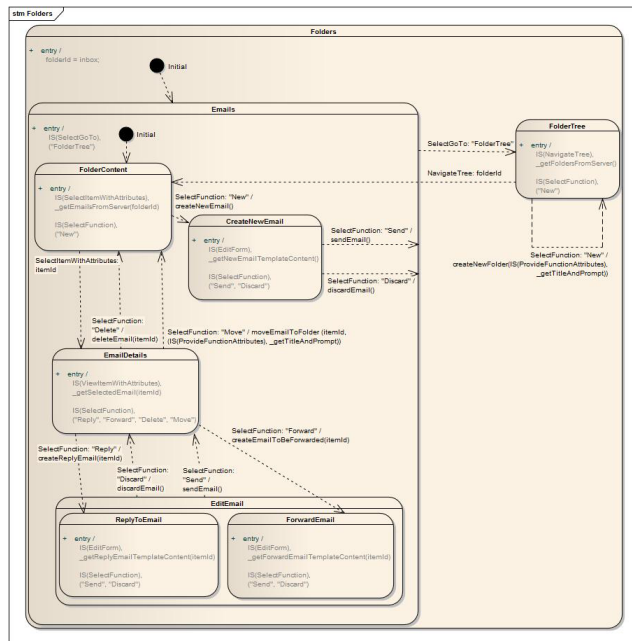 stm Folders
Folders
+ entry /
folderId = inbox;
Initial
Emails
+ entry /
IS(SelectGoTo),
("FolderTree")
Initial
FolderContent
+ entry /
IS(SelectItemWithAttributes),
_getEmailsFromServer(folderId)
IS(SelectFunction),
("New")
SelectFunction: "New" /
createNewEmail()
CreateNewEmail
+ entry /
IS(EditForm),
_getNewEmailTemplateContent()
IS(SelectFunction),
("Send", "Discard")
SelectFunction: "Send" /
sendEmail()
SelectFunction: "Discard" /
discardEmail()
SelectGoTo: "FolderTree"
NavigateTree: folderId
FolderTree
+ entry /
IS(NavigateTree),
_getFoldersFromServer()
IS(SelectFunction),
("New")
SelectFunction: "New" /
createNewFolder(IS(ProvideFunctionAttributes),
_getTitleAndPrompt))
SelectItemWithAttributes:
itemId
SelectFunction:
"Delete" /
deleteEmail(itemId)
SelectFunction: "Move" / moveEmailToFolder (itemId,
(IS(ProvideFunctionAttributes), _getTitleAndPrompt))
EmailDetails
+ entry /
IS(ViewItemWithAttributes),
_getSelectedEmail(itemId)
IS(SelectFunction),
("Reply", "Forward", "Delete", "Move")
SelectFunction: "Reply" /
createReplyEmail(itemId)
SelectFunction:
"Discard" /
discardEmail()
SelectFunction:
"Send" /
sendEmail()
SelectFunction: "Forward" /
createEmailToBeForwarded(itemId)
EditEmail
ReplyToEmail
+ entry /
IS(EditForm),
_getReplyEmailTemplateContent(itemId)
IS(SelectFunction),
("Send", "Discard")
ForwardEmail
+ entry /
IS(EditForm),
_getForwardEmailTemplateContent(itemId)
IS(SelectFunction),
("Send", "Discard")